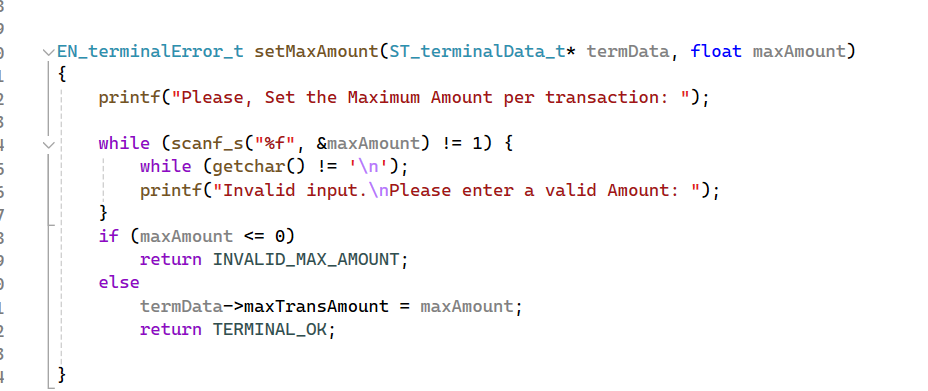 EN_terminalError_t setMaxAmount(ST_terminalData_t* termData, float maxAmount)
{
printf("Please, Set the Maximum Amount per transaction: ");
while (scanf_s("%f", &maxAmount) != 1) {
while (getchar() != '\n');
printf("Invalid input.\nPlease enter a valid Amount: ");
}
if (maxAmount <= 0)
return INVALID_MAX_AMOUNT;
else
termData->maxTransAmount = maxAmount;
return TERMINAL_OK;
}